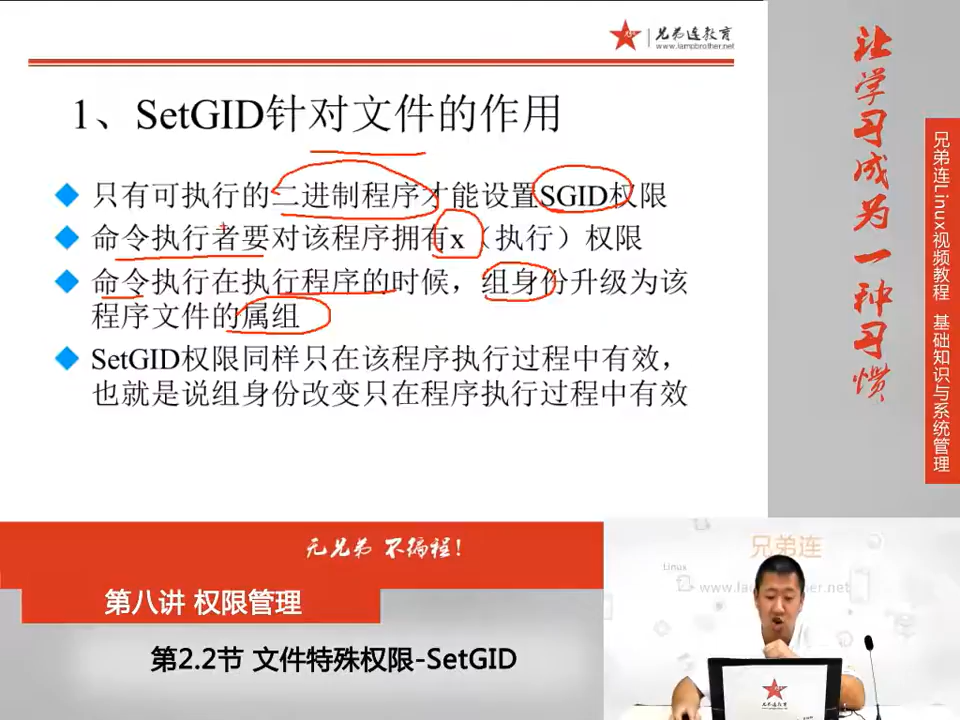 兄弟连教育
www.lampbrother.net
1、SetGID针对文件的作用
只有可执行的二进制程序才能设置SGID权限
命令执行者要对该程序拥有x（执行）权限
命令执行在执行程序的时候，组身份升级为该
程序文件的属组
SetGID权限同样只在该程序执行过程中有效，
也就是说组身份改变只在程序执行过程中有效
让学习成为一种习惯
兄弟连Linux视频教程 基础知识与系统管理
无兄弟 不编程！
第八讲 权限管理
第2.2节 文件特殊权限-SetGID
兄弟连
Linux
兄弟连教育